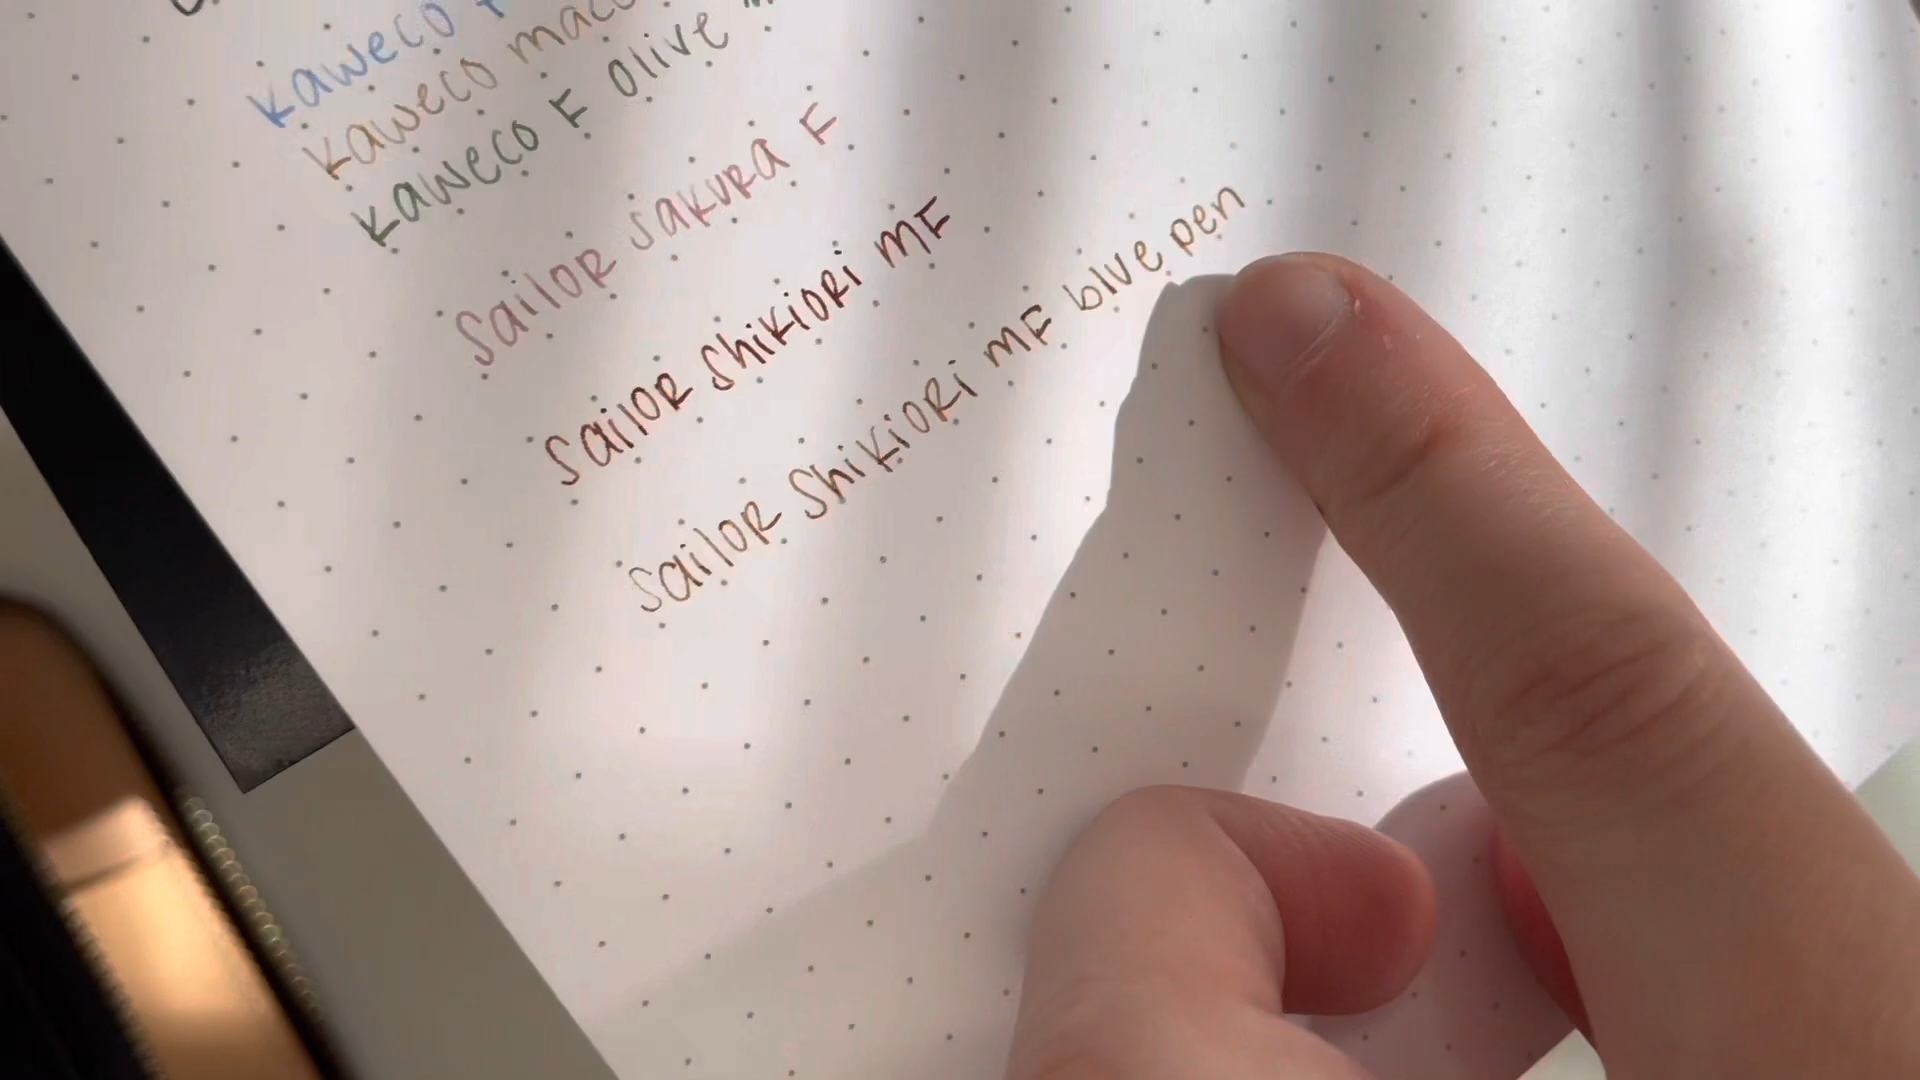 kaweco
kaweco
kaweco F olive
Sailor sakura F
Sailor Shikiori MF
Sailor Shikiori MF blue pen